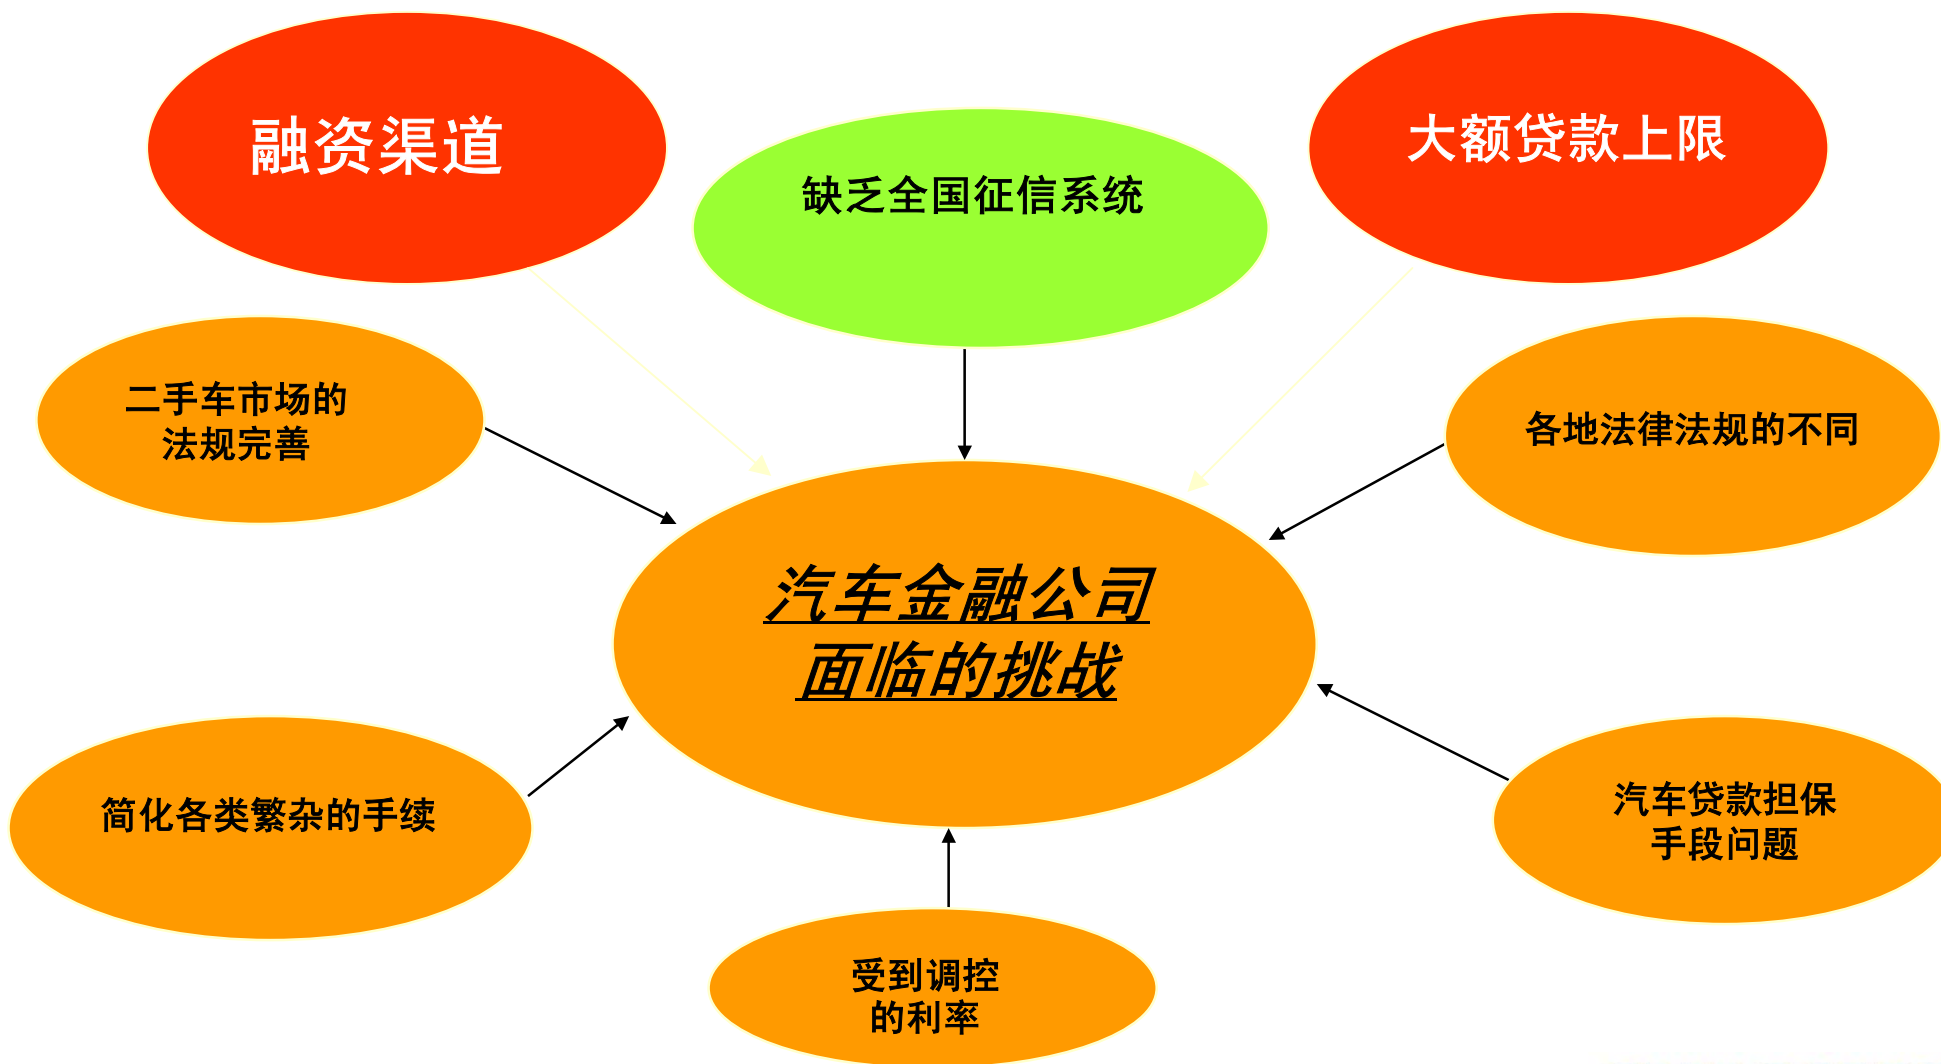 融资渠道
缺乏全国征信系统
大额贷款上限
二手车市场的
法规完善
各地法律法规的不同
汽车金融公司
面临的挑战
简化各类繁杂的手续
汽车贷款担保
手段问题
受到调控
的利率